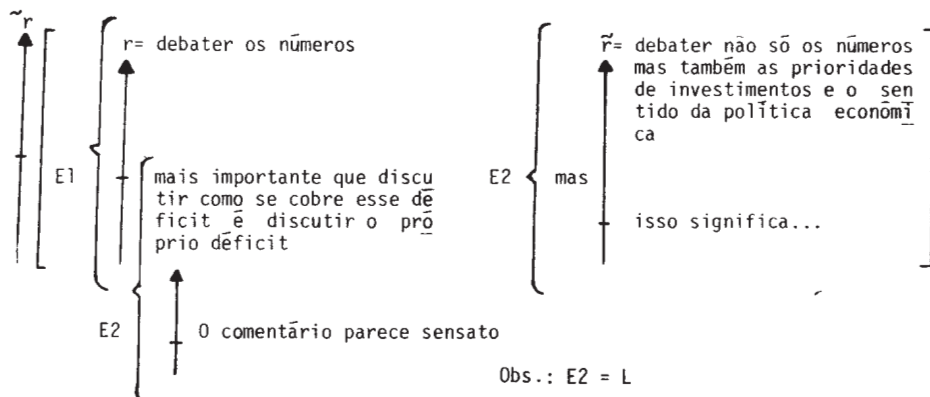 ~r
r= debater os números
E1
mais importante que discu
tir como se cobre esse dé
ficit é discutir o pró
prio déficit
E2
O comentário parece sensato
E2
mas
r̃= debater não só os números
mas também as prioridades
de investimentos e o sen
tido da política econômi
ca
isso significa...
Obs.: E2 = L